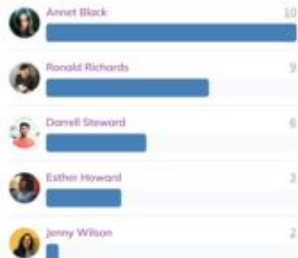 Annet Black 10
Ronald Richards 9
Darrell Steward 6
Esther Howard 3
Jenny Wilson 2